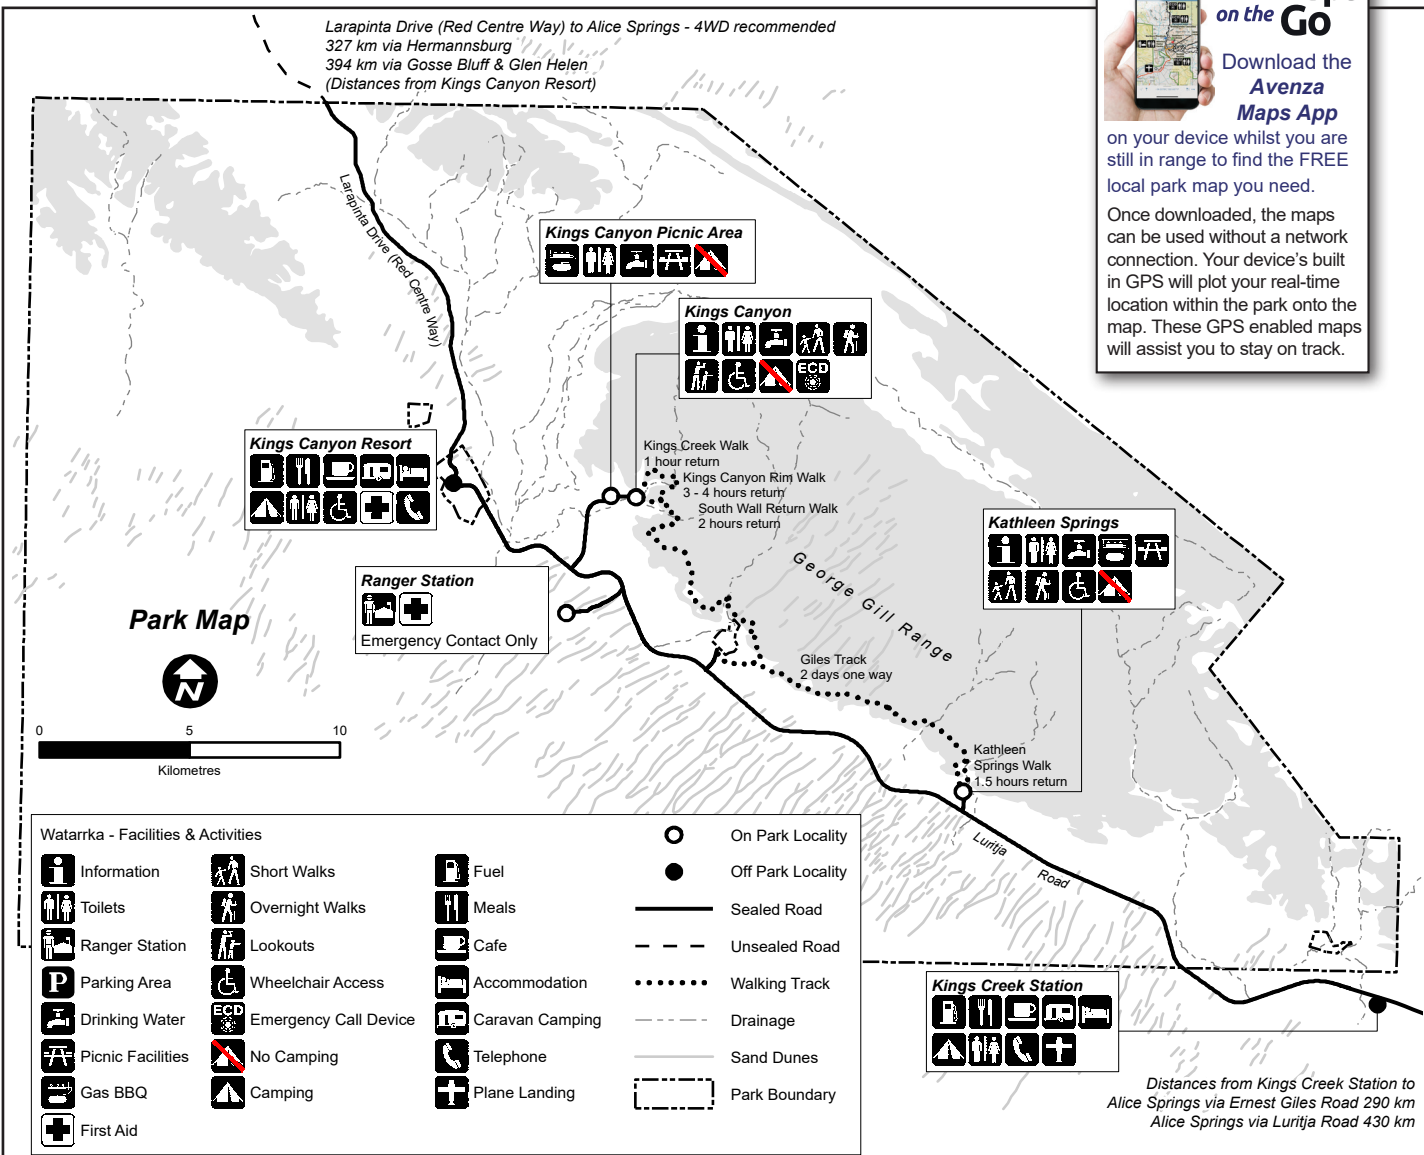 Larapinta Drive (Red Centre Way) to Alice Springs - 4WD recommended
327 km via Hermannsburg
394 km via Gosse Bluff & Glen Helen
(Distances from Kings Canyon Resort)
on the
Go
Download the
Avenza
Maps App
on your device whilst you are
still in range to find the FREE
local park map you need.
Once downloaded, the maps
can be used without a network
connection. Your device's built
in GPS will plot your real-time
location within the park onto the
map. These GPS enabled maps
will assist you to stay on track.
Larapinta Drive (Red Centre Way)
Kings Canyon Picnic Area
Kings Canyon
ECD
Kings Canyon Resort
Kings Creek Walk
1 hour return
Kings Canyon Rim Walk
3 - 4 hours return
South Wall Return Walk
2 hours return
Kathleen Springs
George Gill Range
Ranger Station
Emergency Contact Only
Park Map
N
Giles Track
2 days one way
0 5 10
Kilometres
Kathleen
Springs Walk
1.5 hours return
Luritja Road
Watarrka - Facilities & Activities
Information
Toilets
Ranger Station
P Parking Area
Drinking Water
Picnic Facilities
Gas BBQ
First Aid
Short Walks
Overnight Walks
Lookouts
Wheelchair Access
ECD Emergency Call Device
No Camping
Camping
Fuel
Meals
Cafe
Accommodation
Caravan Camping
Telephone
Plane Landing
On Park Locality
Off Park Locality
Sealed Road
Unsealed Road
Walking Track
Drainage
Sand Dunes
Park Boundary
Kings Creek Station
Distances from Kings Creek Station to
Alice Springs via Ernest Giles Road 290 km
Alice Springs via Luritja Road 430 km